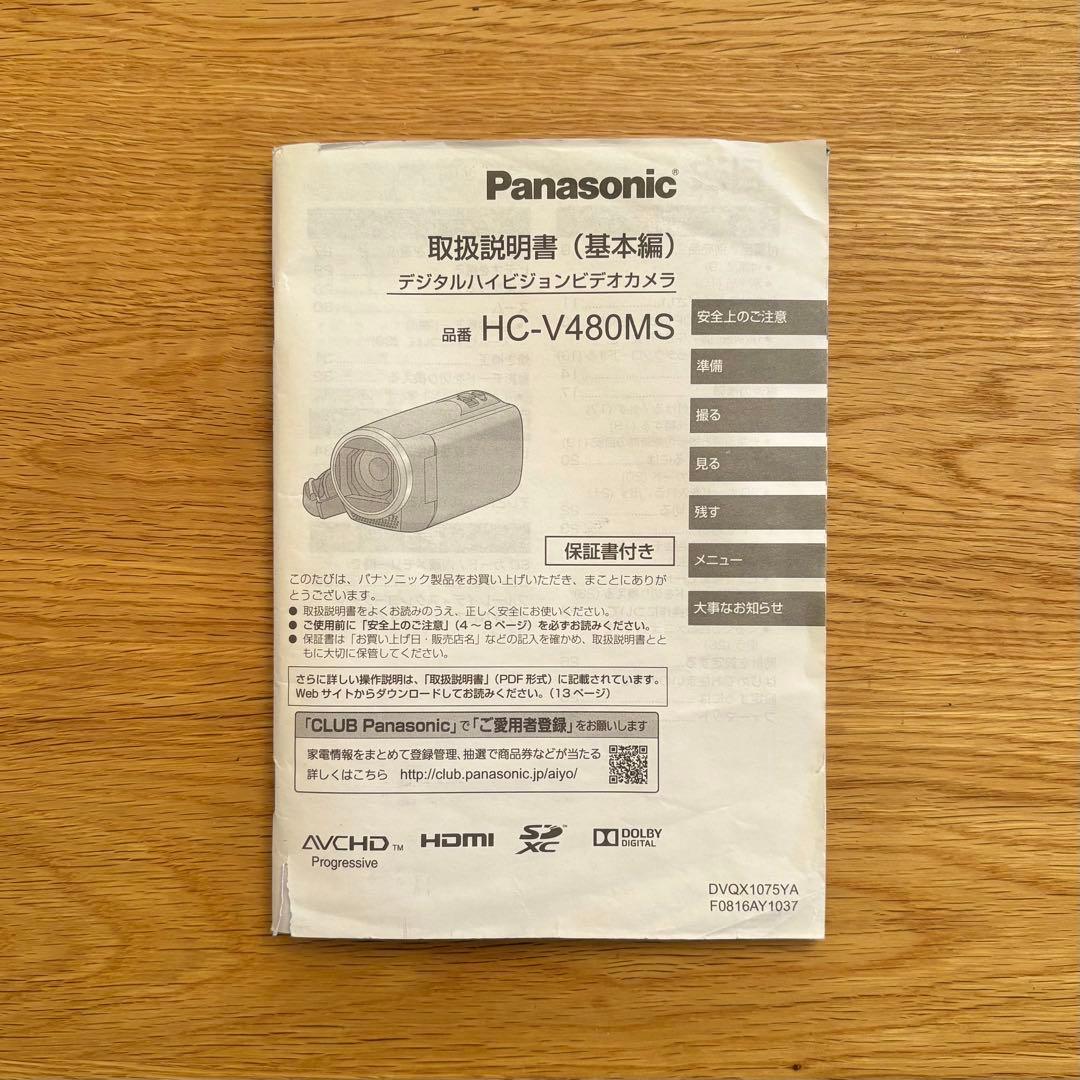 Panasonic®
取扱説明書（基本編）
デジタルハイビジョンビデオカメラ
品番 HC-V480MS
安全上のご注意
準備
撮る
見る
残す
メニュー
大事なお知らせ
保証書付き
このたびは、パナソニック製品をお買い上げいただき、まことにありが
とうございます。
● 取扱説明書をよくお読みのうえ、正しく安全にお使いください。
● ご使用前に「安全上のご注意」（4～8ページ）を必ずお読みください。
● 保証書は「お買い上げ日・販売店名」などの記入を確かめ、取扱説明書とと
もに大切に保管してください。
さらに詳しい操作説明は、「取扱説明書」（PDF形式）に記載されています。
Webサイトからダウンロードしてお読みください。（13ページ）
「CLUB Panasonic」で「ご愛用者登録」をお願いします
家電情報をまとめて登録管理、抽選で商品券などが当たる
詳しくはこちら http://club.panasonic.jp/aiyo/
AVCHD™
Progressive
HDMI
SD
XC™
DOLBY
DIGITAL
DVQX1075YA
F0816AY1037